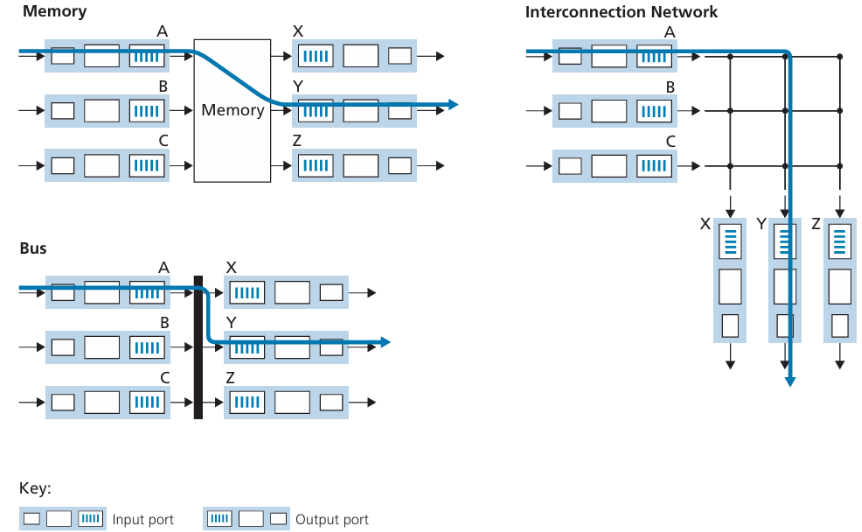 Memory
A
X
B
Memory
Y
C
Z
Interconnection Network
A
B
C
X
Y
Z
Bus
A
X
B
Y
C
Z
Key:
Input port
Output port